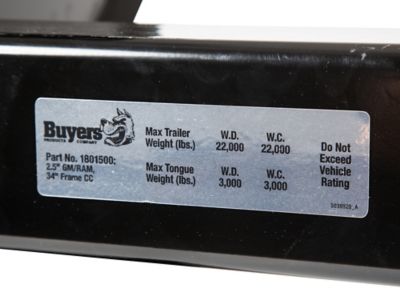 Buyers
PRODUCTS COMPANY
Part No. 1801500:
2.5" GM/RAM,
34" Frame CC
Max Trailer W.D. W.C.
Weight (lbs.) 22,000 22,000
Max Tongue W.D. W.C.
Weight (lbs.) 3,000 3,000
Do Not
Exceed
Vehicle
Rating